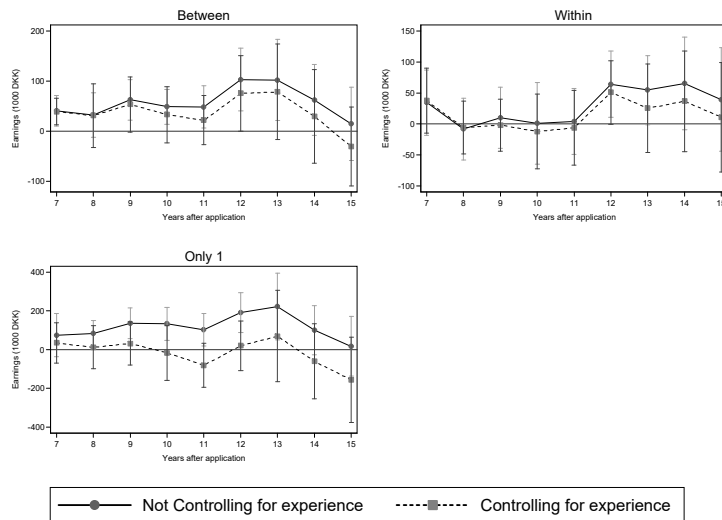 Between
200
100
0
-100
Earnings (1000 DKK)
7 8 9 10 11 12 13 14 15
Years after application
Within
150
100
50
0
-50
100
Earnings (1000 DKK)
7 8 9 10 11 12 13 14 15
Years after application
Only 1
400
200
0
-200
-400
Earnings (1000 DKK)
7 8 9 10 11 12 13 14 15
Years after application
Not Controlling for experience
Controlling for experience